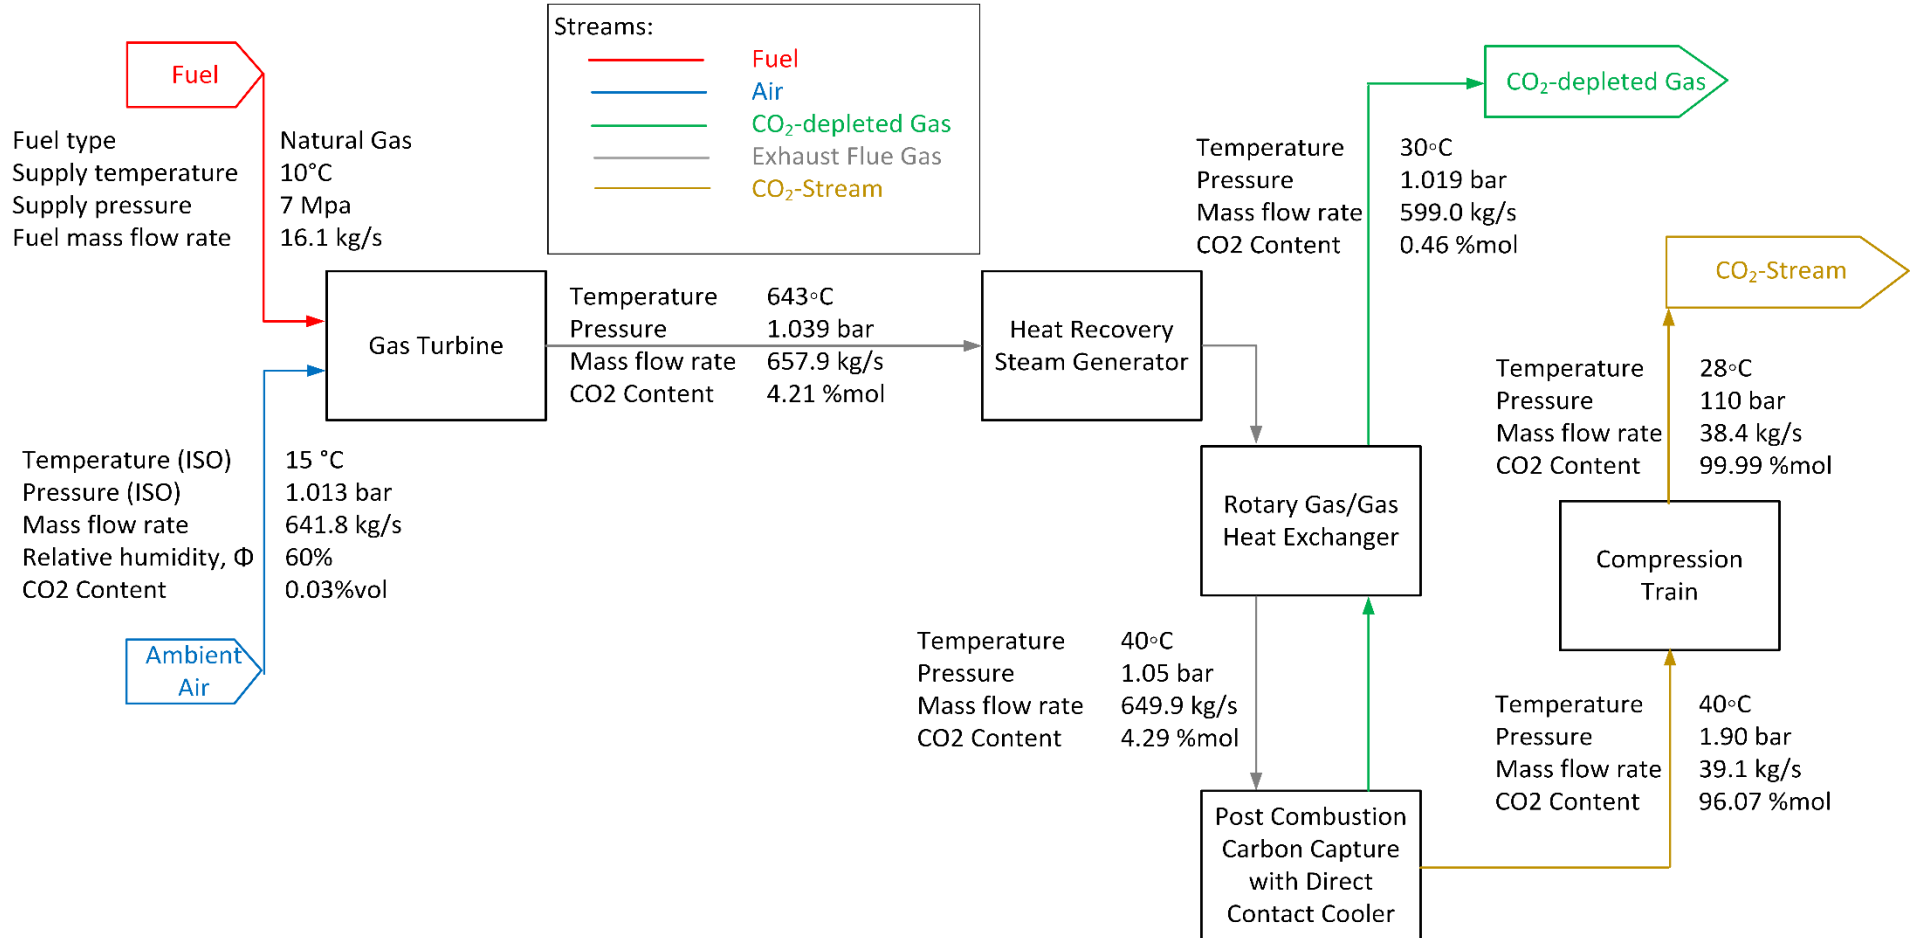 Streams:
Fuel
Air
CO₂-depleted Gas
Exhaust Flue Gas
CO₂-Stream
Fuel
Fuel type Natural Gas
Supply temperature 10°C
Supply pressure 7 Mpa
Fuel mass flow rate 16.1 kg/s
Gas Turbine
Temperature (ISO) 15 °C
Pressure (ISO) 1.013 bar
Mass flow rate 641.8 kg/s
Relative humidity, Φ 60%
CO2 Content 0.03%vol
Ambient
Air
Temperature 643◦C
Pressure 1.039 bar
Mass flow rate 657.9 kg/s
CO2 Content 4.21 %mol
Heat Recovery
Steam Generator
Rotary Gas/Gas
Heat Exchanger
Temperature 40◦C
Pressure 1.05 bar
Mass flow rate 649.9 kg/s
CO2 Content 4.29 %mol
Post Combustion
Carbon Capture
with Direct
Contact Cooler
Temperature 30◦C
Pressure 1.019 bar
Mass flow rate 599.0 kg/s
CO2 Content 0.46 %mol
CO₂-depleted Gas
CO₂-Stream
Temperature 28◦C
Pressure 110 bar
Mass flow rate 38.4 kg/s
CO2 Content 99.99 %mol
Compression
Train
Temperature 40◦C
Pressure 1.90 bar
Mass flow rate 39.1 kg/s
CO2 Content 96.07 %mol